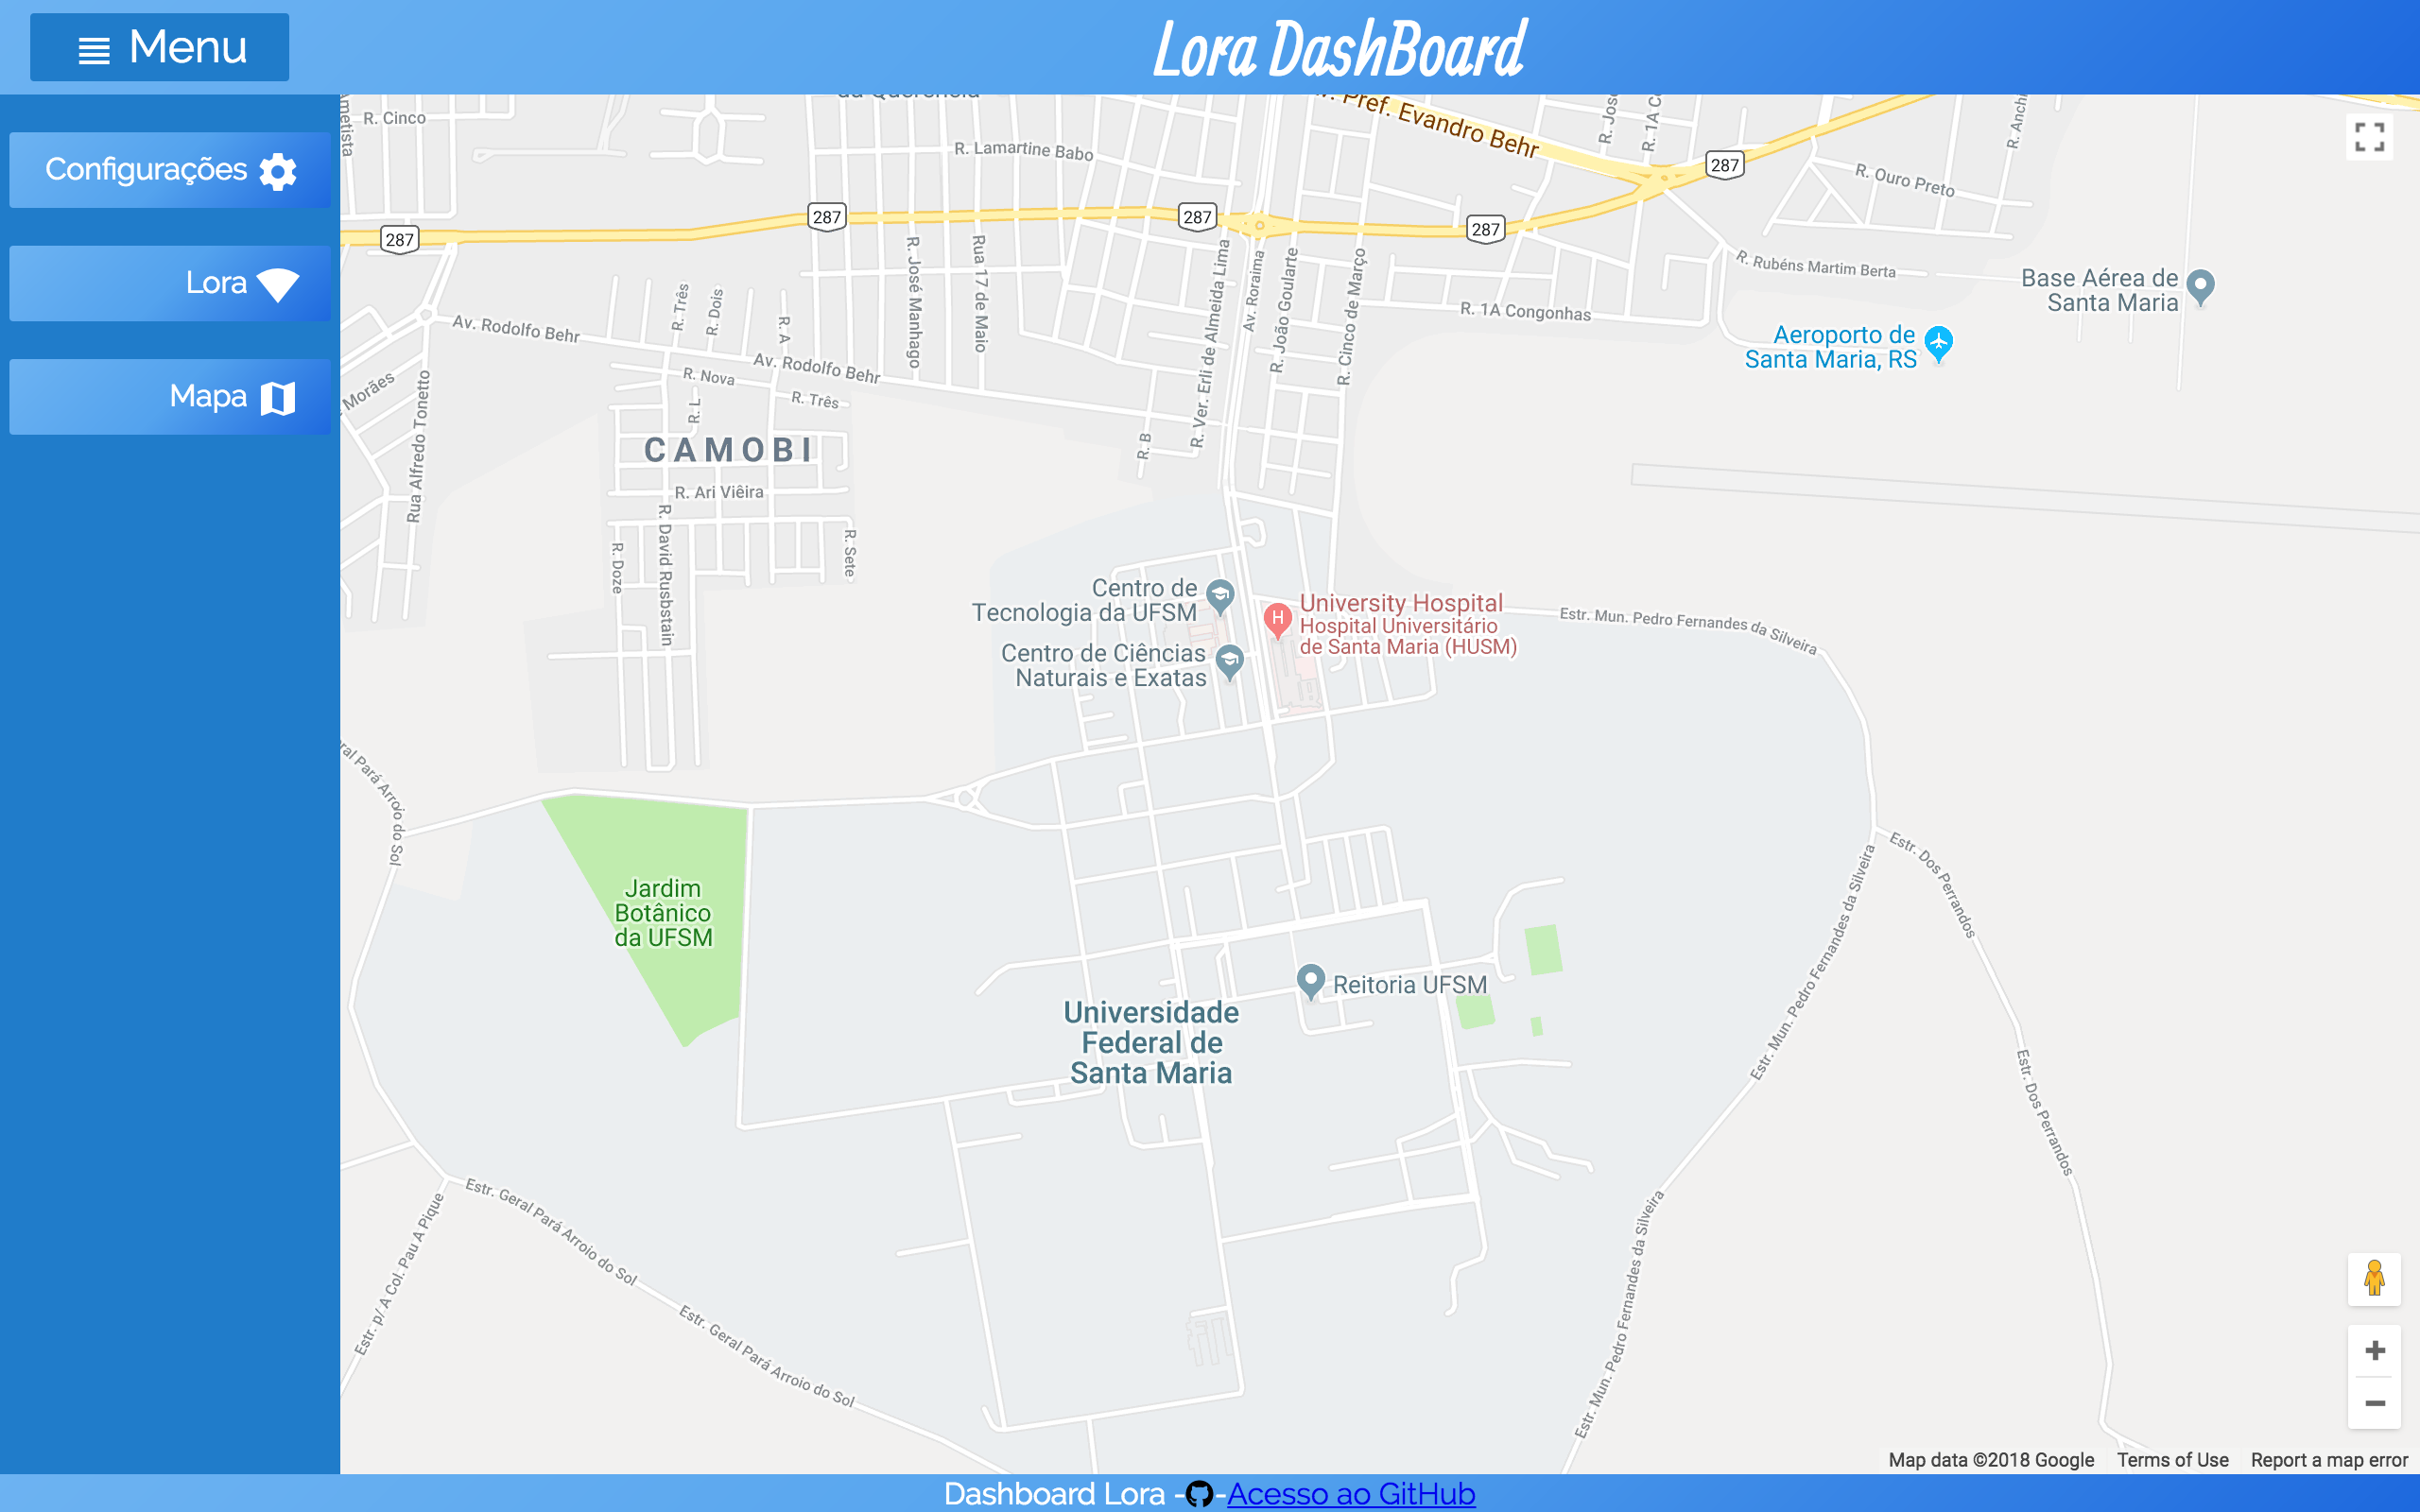 Menu
Lora DashBoard
Configurações
Lora
Mapa
R. Cinco
R. Lamartine Babo
Pref. Evandro Behr
R. Ouro Preto
287
287
287
287
287
R. Rubéns Martim Berta
Base Aérea de
Santa Maria
Aeroporto de
Santa Maria, RS
R. 1A Congonhas
R. José Manhago
Rua 17 de Maio
R. Ver. Erli de Almeida Lima
Av. Roraima
R. João Goularte
R. Cinco de Março
R. Três
R. Dois
R. A
Av. Rodolfo Behr
Av. Rodolfo Behr
R. Nova
R. Três
R. L
R. B
Rua Alfredo Tonetto
Morães
CAMOBI
R. Ari Viêira
R. David Rusbstain
R. Doze
R. Sete
Centro de
Tecnologia da UFSM
Centro de Ciências
Naturais e Exatas
University Hospital
Hospital Universitário
de Santa Maria (HUSM)
Estr. Mun. Pedro Fernandes da Silveira
Pará Arroio do Sol
Jardim
Botânico
da UFSM
Reitoria UFSM
Universidade
Federal de
Santa Maria
Estr. Mun. Pedro Fernandes da Silveira
Estr. Dos Perrandos
Estr. Dos Perrandos
Estr. Geral Pará Arroio do Sol
Estr. Geral Pará Arroio do Sol
Estr. p/ A Col. Pau A Pique
Estr. Mun. Pedro Fernandes da Silveira
Map data ©2018 Google
Terms of Use
Report a map error
Dashboard Lora --Acesso ao GitHub